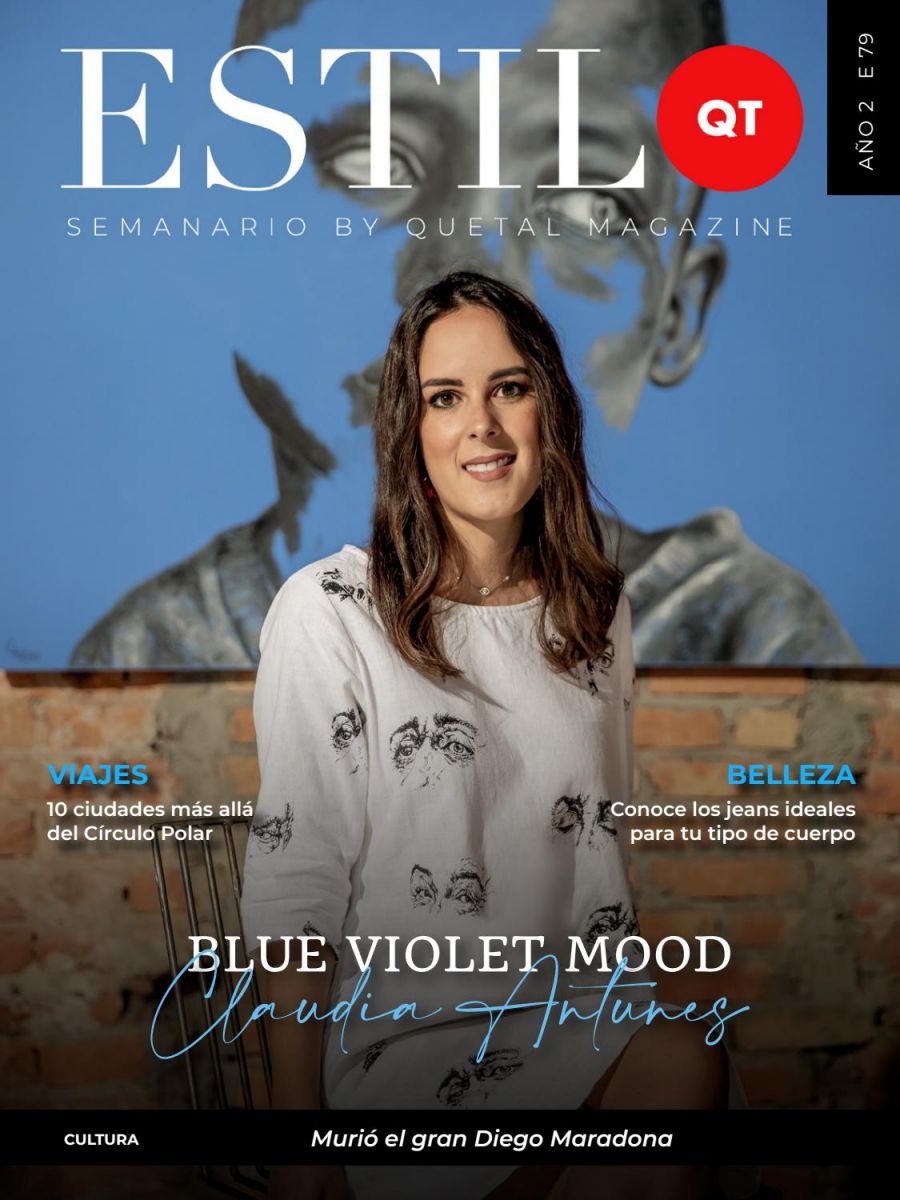 ESTILO
QT
AÑO 2 E 79
SEMANARIO BY QUETAL MAGAZINE
VIAJES
10 ciudades más allá
del Círculo Polar
BELLEZA
Conoce los jeans ideales
para tu tipo de cuerpo
BLUE VIOLET MOOD
Claudia Antunes
CULTURA
Murió el gran Diego Maradona